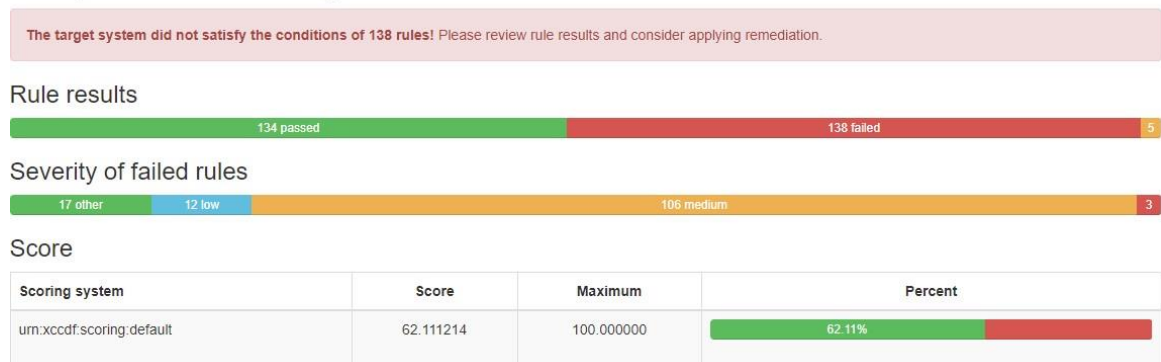 The target system did not satisfy the conditions of 138 rules! Please review rule results and consider applying remediation.
Rule results
134 passed 138 failed 5
Severity of failed rules
17 other 12 low 106 medium 3
Score
Scoring system Score Maximum Percent
urn:xccdf:scoring:default 62.111214 100.000000 62.11%